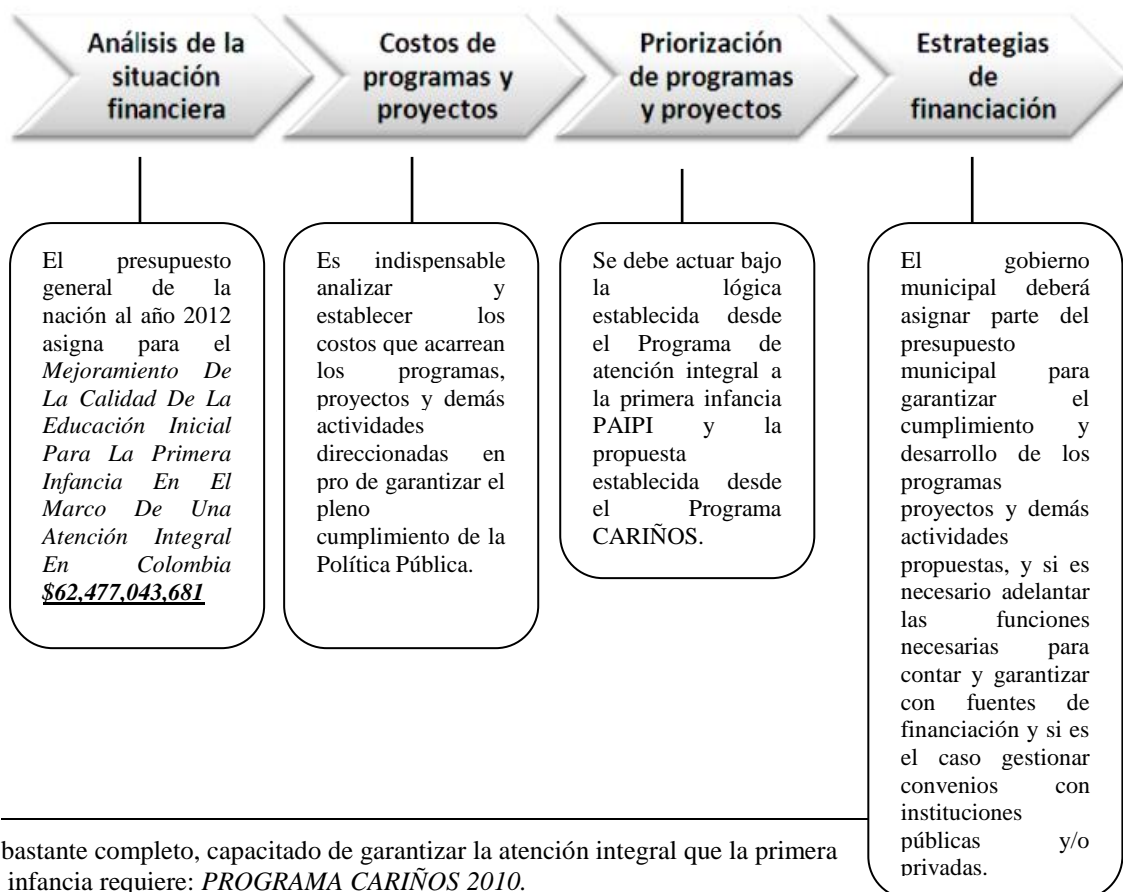 Análisis de la
situación
financiera
Costos de
programas y
proyectos
Priorización
de programas
y proyectos
Estrategias
de
financiación
El presupuesto
general de la
nación al año 2012
asigna para el
Mejoramiento De
La Calidad De La
Educación Inicial
Para La Primera
Infancia En El
Marco De Una
Atención Integral
En Colombia
$62,477,043,681
Es indispensable
analizar y
establecer los
costos que acarrean
los programas,
proyectos y demás
actividades
direccionadas en
pro de garantizar el
pleno
cumplimiento de la
Política Pública.
Se debe actuar bajo
la lógica
establecida desde
el Programa de
atención integral a
la primera infancia
PAIPI y la
propuesta
establecida desde
el Programa
CARIÑOS.
El gobierno
municipal deberá
asignar parte del
presupuesto
municipal para
garantizar el
cumplimiento y
desarrollo de los
programas
proyectos y demás
actividades
propuestas, y si es
necesario adelantar
las funciones
necesarias para
contar y garantizar
con fuentes de
financiación y si es
el caso gestionar
convenios con
instituciones
públicas y/o
privadas.
bastante completo, capacitado de garantizar la atención integral que la primera
infancia requiere: PROGRAMA CARIÑOS 2010.